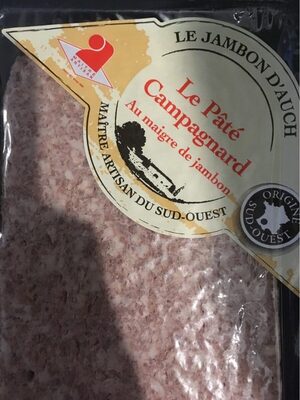 LE JAMBON D'AUCH
Le Pâté
Campagnard
Au maigre de jambon
MAÎTRE ARTISAN DU SUD-OUEST
ORIGINE
SUD-OUEST